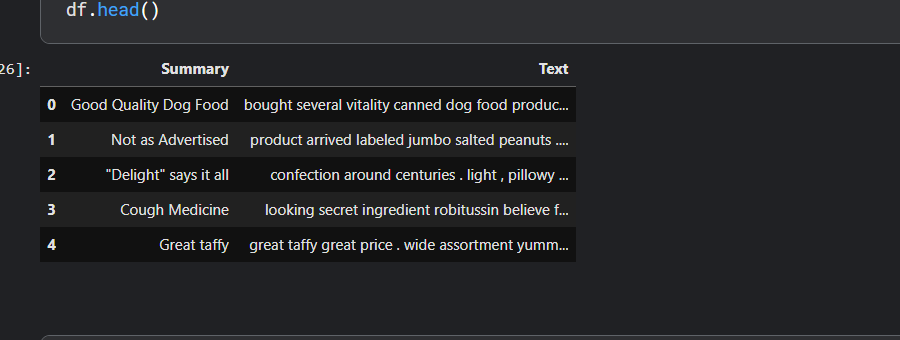 df.head()
26]:
Summary Text
0 Good Quality Dog Food bought several vitality canned dog food produc...
1 Not as Advertised product arrived labeled jumbo salted peanuts ....
2 "Delight" says it all confection around centuries . light , pillowy ...
3 Cough Medicine looking secret ingredient robitussin believe f...
4 Great taffy great taffy great price . wide assortment yumm...